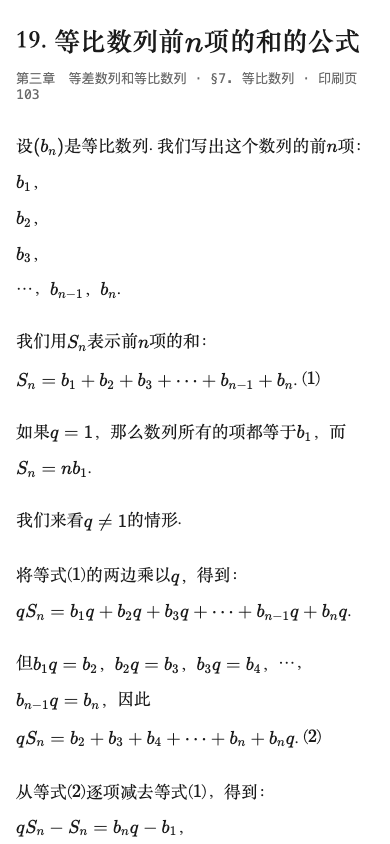 19. 等比数列前n项的和的公式
第三章 等差数列和等比数列 · §7. 等比数列 · 印刷页
103
设(bₙ)是等比数列. 我们写出这个数列的前n项:
b₁,
b₂,
b₃,
⋯, bₙ₋₁, bₙ.
我们用Sₙ表示前n项的和:
Sₙ = b₁ + b₂ + b₃ + ⋯ + bₙ₋₁ + bₙ. (1)
如果q = 1, 那么数列所有的项都等于b₁, 而
Sₙ = nb₁.
我们来看q ≠ 1的情形.
将等式(1)的两边乘以q, 得到:
qSₙ = b₁q + b₂q + b₃q + ⋯ + bₙ₋₁q + bₙq.
但b₁q = b₂, b₂q = b₃, b₃q = b₄, ⋯,
bₙ₋₁q = bₙ, 因此
qSₙ = b₂ + b₃ + b₄ + ⋯ + bₙ + bₙq. (2)
从等式(2)逐项减去等式(1), 得到:
qSₙ − Sₙ = bₙq − b₁,